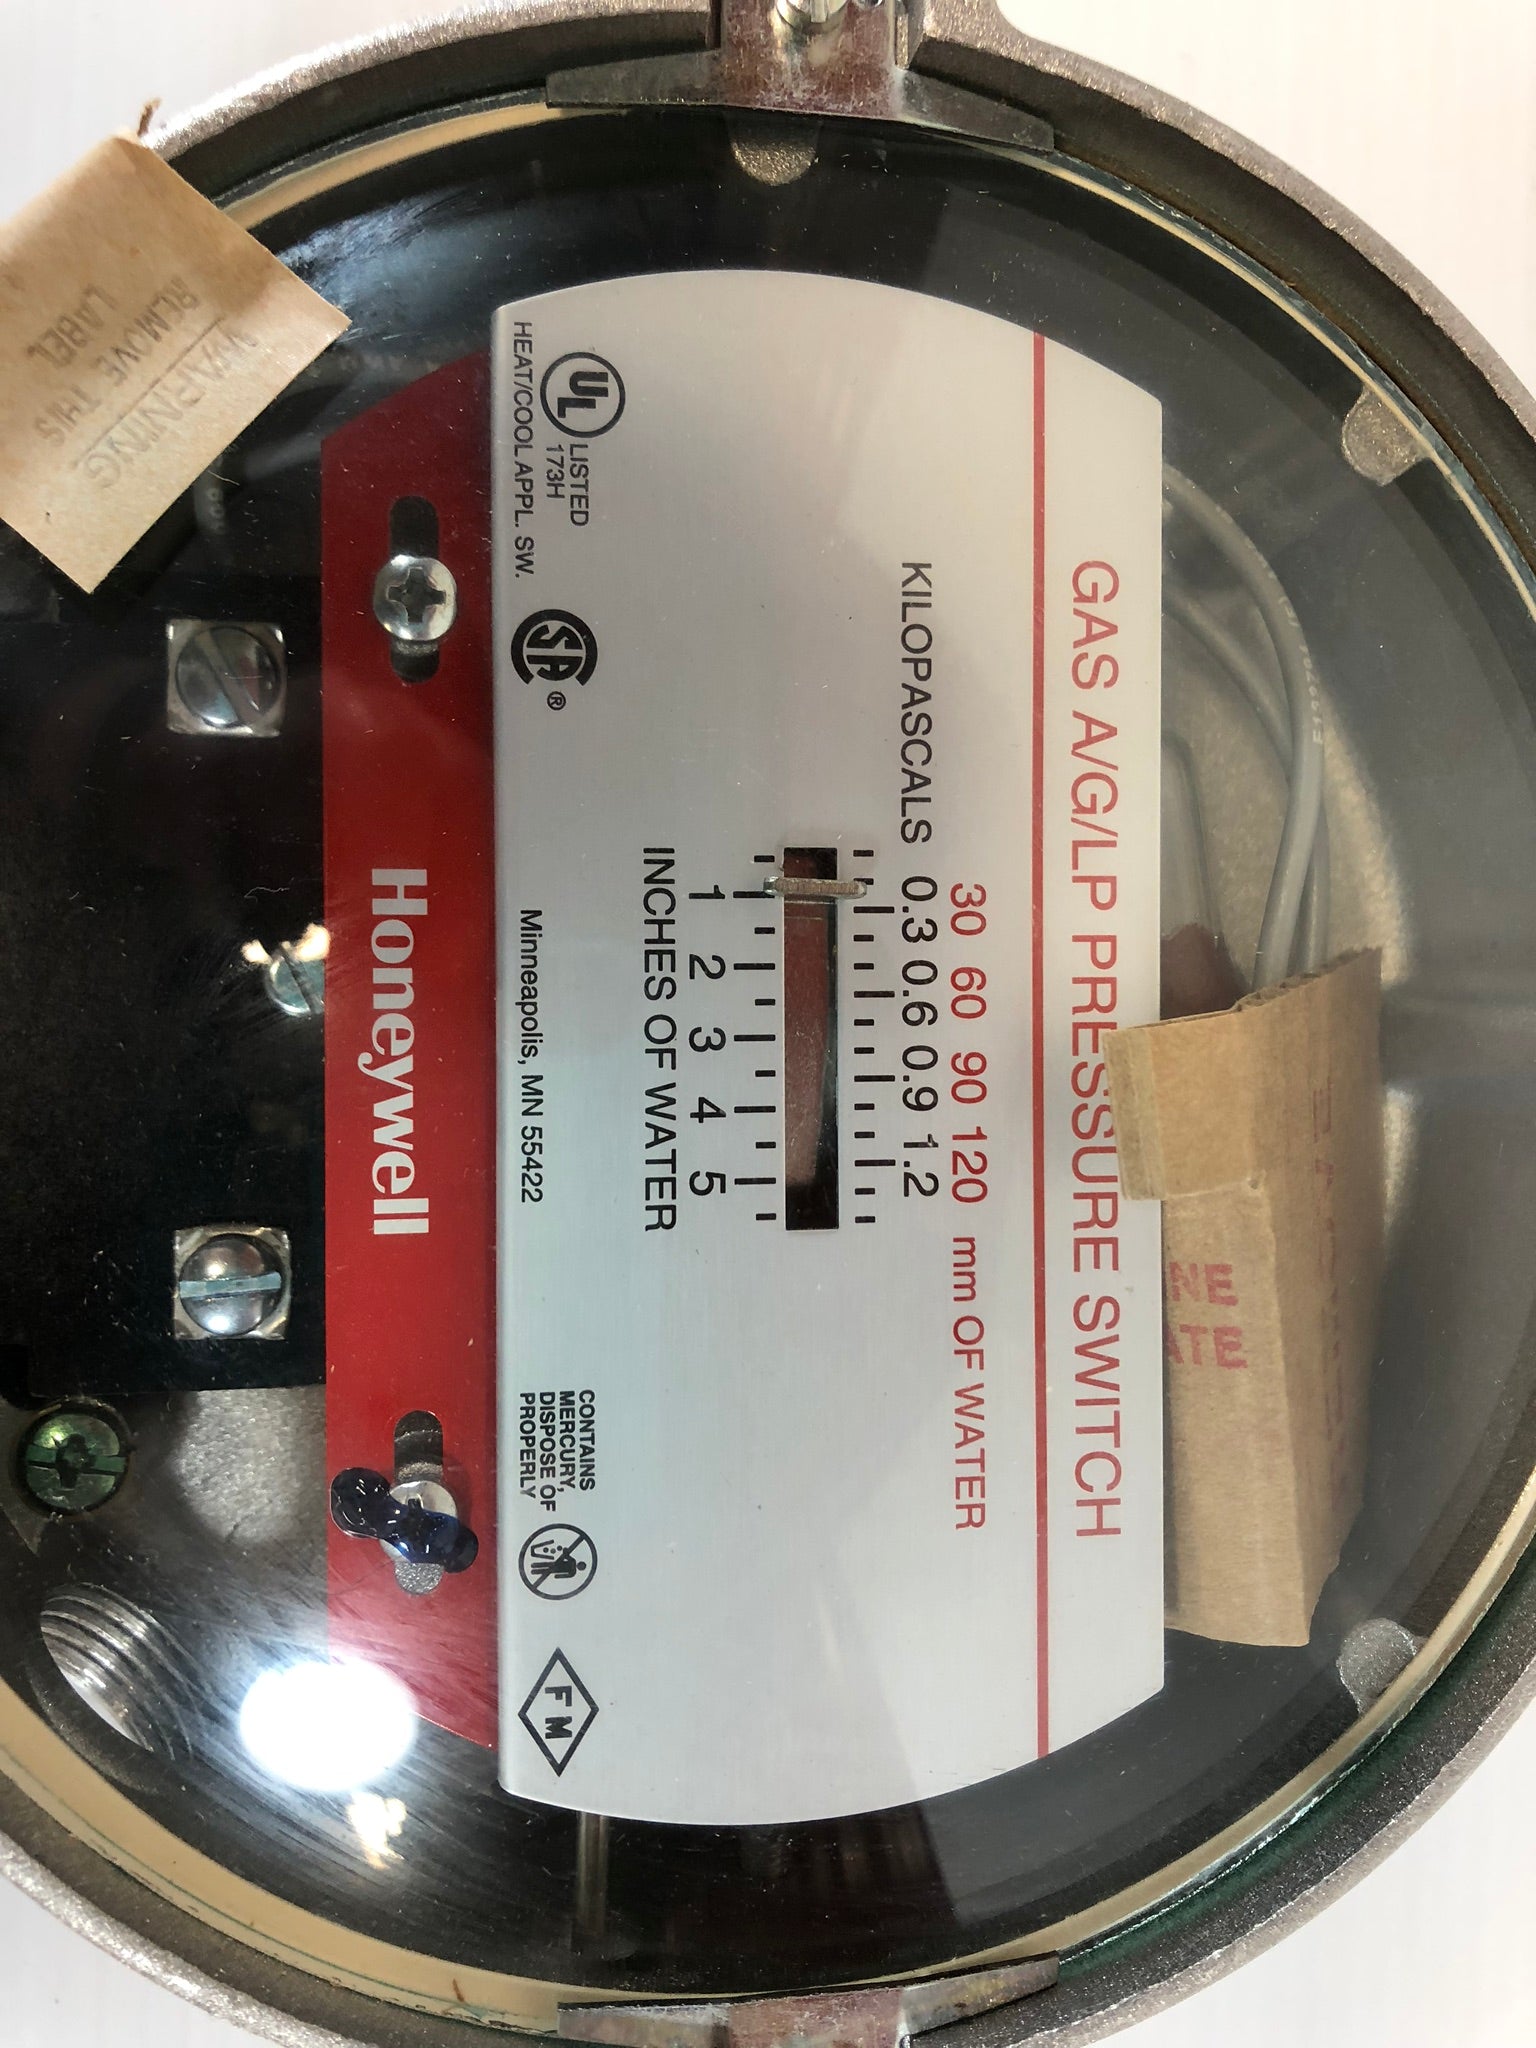 GAS A/G/LP PRESSURE SWITCH
30 60 90 120 mm OF WATER
KILOPASCALS 0.3 0.6 0.9 1.2
1 2 3 4 5
INCHES OF WATER
UL LISTED
173H
HEAT/COOL APPL. SW.
SA ®
Minneapolis, MN 55422
CONTAINS
MERCURY,
DISPOSE OF
PROPERLY
FM
Honeywell
WARNING
REMOVE THIS
LABEL